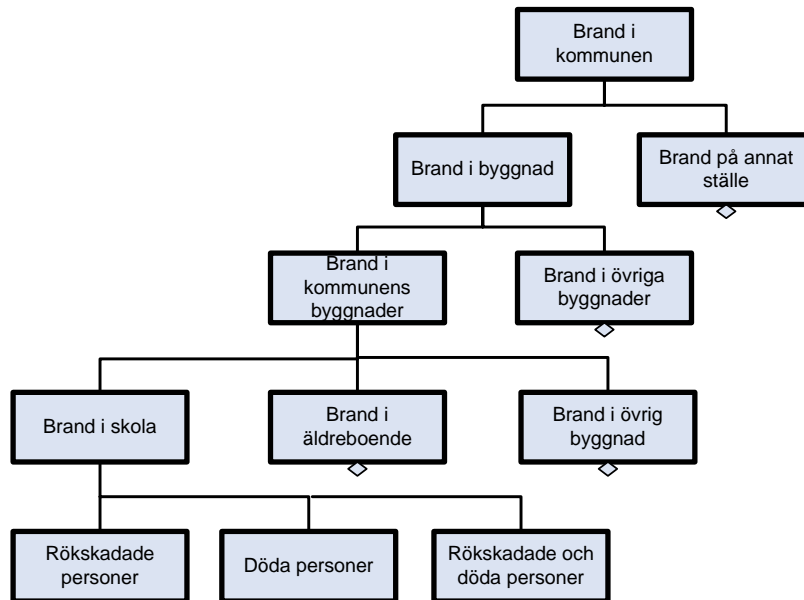 Brand i
kommunen
Brand i byggnad
Brand på annat
ställe
Brand i
kommunens
byggnader
Brand i övriga
byggnader
Brand i skola
Brand i
äldreboende
Brand i övrig
byggnad
Rökskadade
personer
Döda personer
Rökskadade och
döda personer